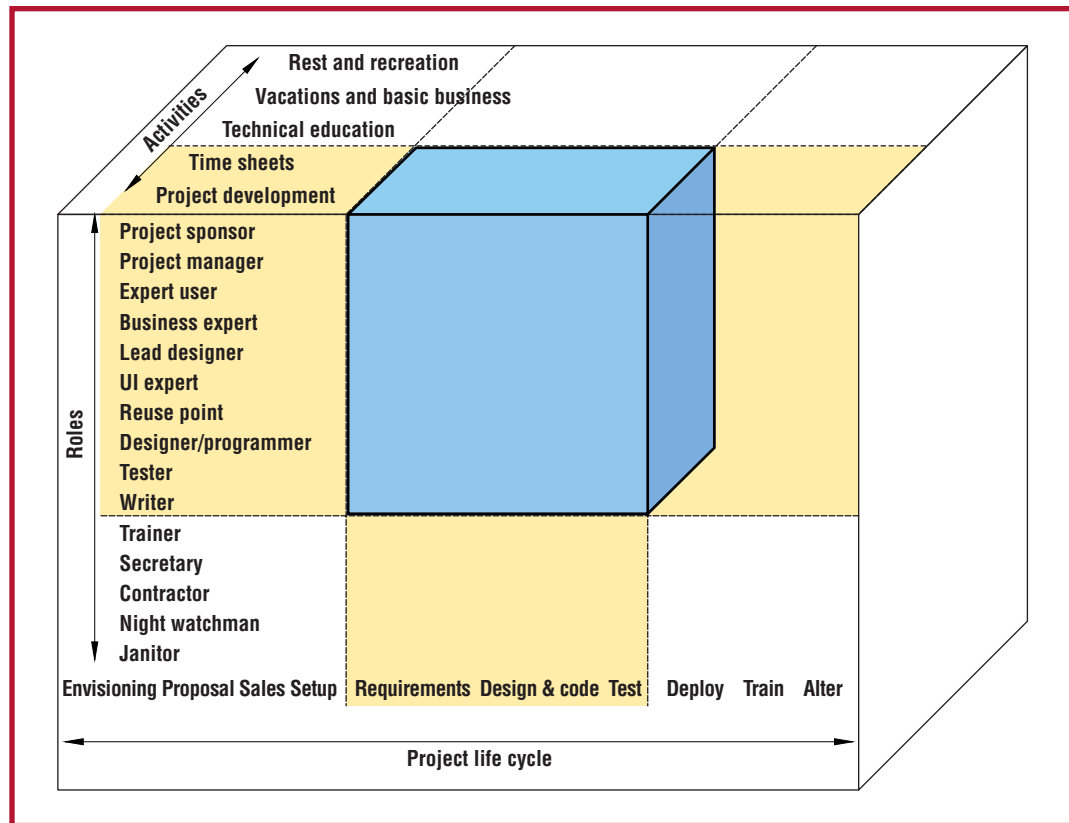 Rest and recreation
Vacations and basic business
Technical education
Time sheets
Project development
Activities
Project sponsor
Project manager
Expert user
Business expert
Lead designer
UI expert
Reuse point
Designer/programmer
Tester
Writer
Trainer
Secretary
Contractor
Night watchman
Janitor
Roles
Envisioning Proposal Sales Setup Requirements Design & code Test Deploy Train Alter
Project life cycle